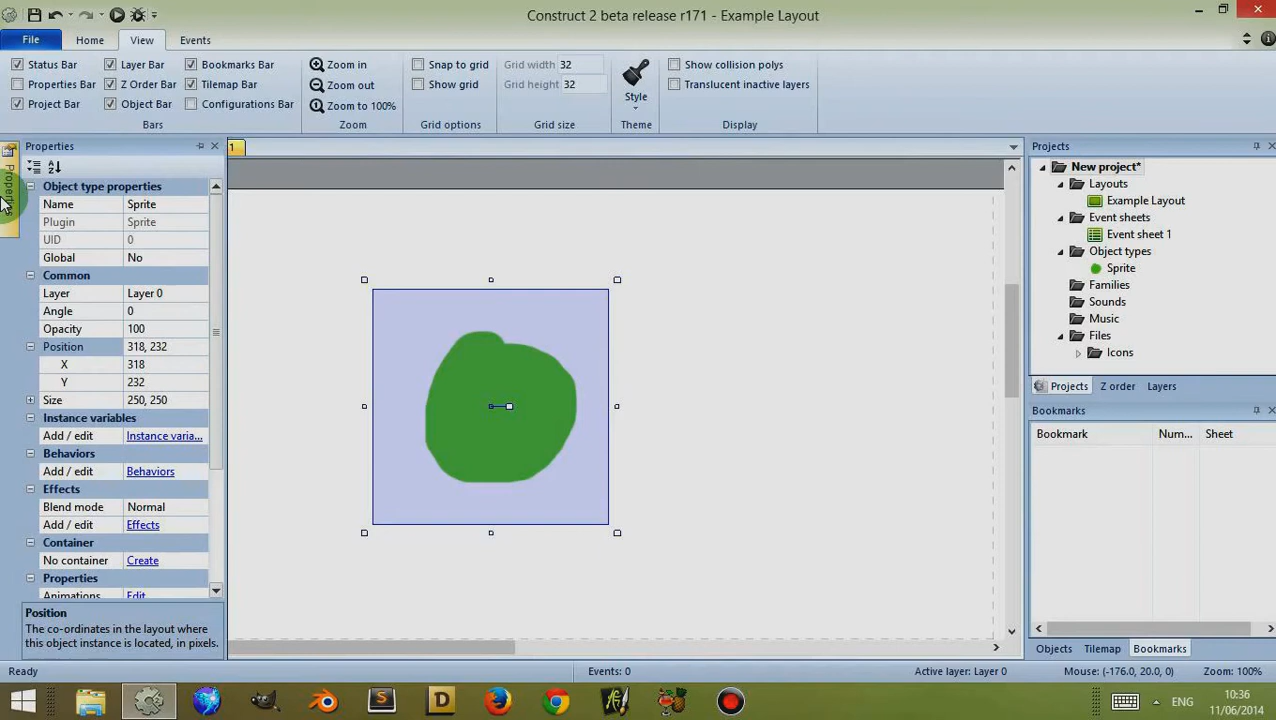 Construct 2 beta release r171 - Example Layout
File Home View Events
Status Bar Layer Bar Bookmarks Bar
Properties Bar Z Order Bar Tilemap Bar
Project Bar Object Bar Configurations Bar
Bars
Zoom in
Zoom out
Zoom to 100%
Zoom
Snap to grid
Show grid
Grid options
Grid width 32
Grid height 32
Grid size
Style
Theme
Show collision polys
Translucent inactive layers
Display
Properties
Properties
Object type properties
Name Sprite
Plugin Sprite
UID 0
Global No
Common
Layer Layer 0
Angle 0
Opacity 100
Position 318, 232
X 318
Y 232
Size 250, 250
Instance variables
Add / edit Instance varia...
Behaviors
Add / edit Behaviors
Effects
Blend mode Normal
Add / edit Effects
Container
No container Create
Properties
Animations Edit
Position
The co-ordinates in the layout where
this object instance is located, in pixels.
1
Projects
New project*
Layouts
Example Layout
Event sheets
Event sheet 1
Object types
Sprite
Families
Sounds
Music
Files
Icons
Projects Z order Layers
Bookmarks
Bookmark Num... Sheet
Objects Tilemap Bookmarks
Ready Events: 0 Active layer: Layer 0 Mouse: (-176.0, 20.0, 0) Zoom: 100%
ENG
10:36
11/06/2014